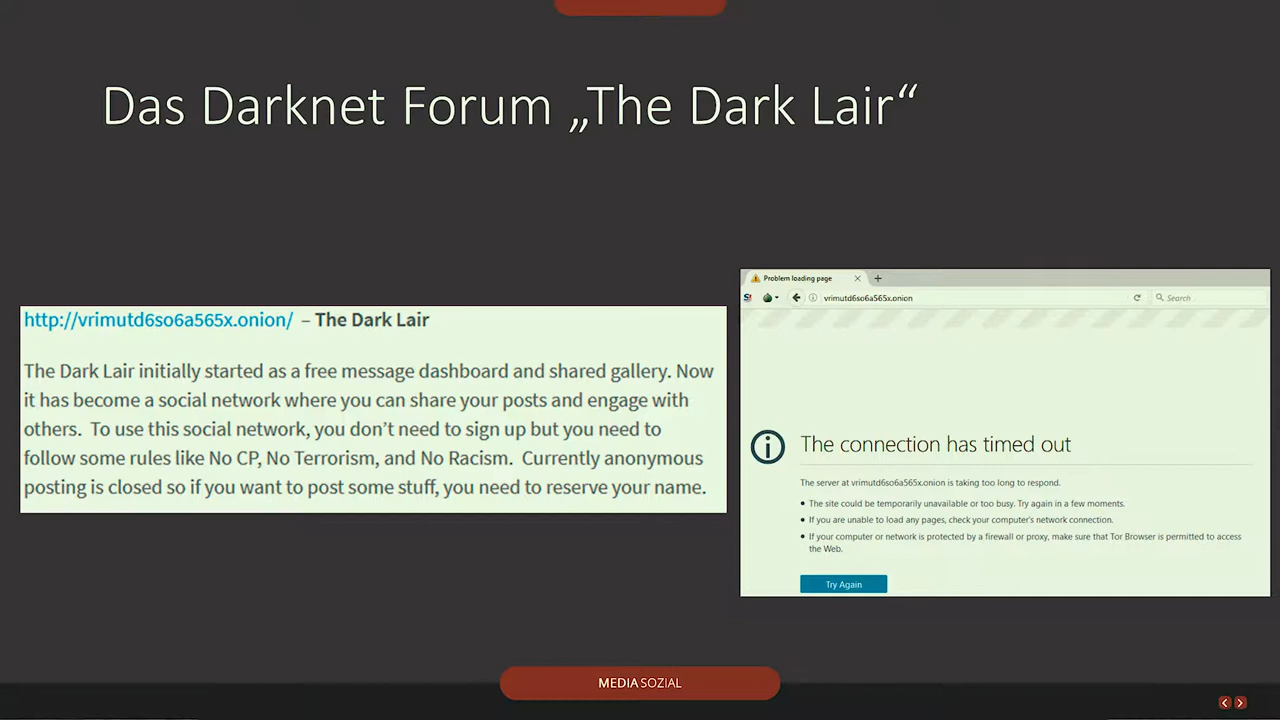 Das Darknet Forum „The Dark Lair“
http://vrimutd6so6a565x.onion/ – The Dark Lair
The Dark Lair initially started as a free message dashboard and shared gallery. Now
it has become a social network where you can share your posts and engage with
others. To use this social network, you don’t need to sign up but you need to
follow some rules like No CP, No Terrorism, and No Racism. Currently anonymous
posting is closed so if you want to post some stuff, you need to reserve your name.
Problem loading page
vrimutd6so6a565x.onion
Search
The connection has timed out
The server at vrimutd6so6a565x.onion is taking too long to respond.
• The site could be temporarily unavailable or too busy. Try again in a few moments.
• If you are unable to load any pages, check your computer's network connection.
• If your computer or network is protected by a firewall or proxy, make sure that Tor Browser is permitted to access
the Web.
Try Again
MEDIASOZIAL